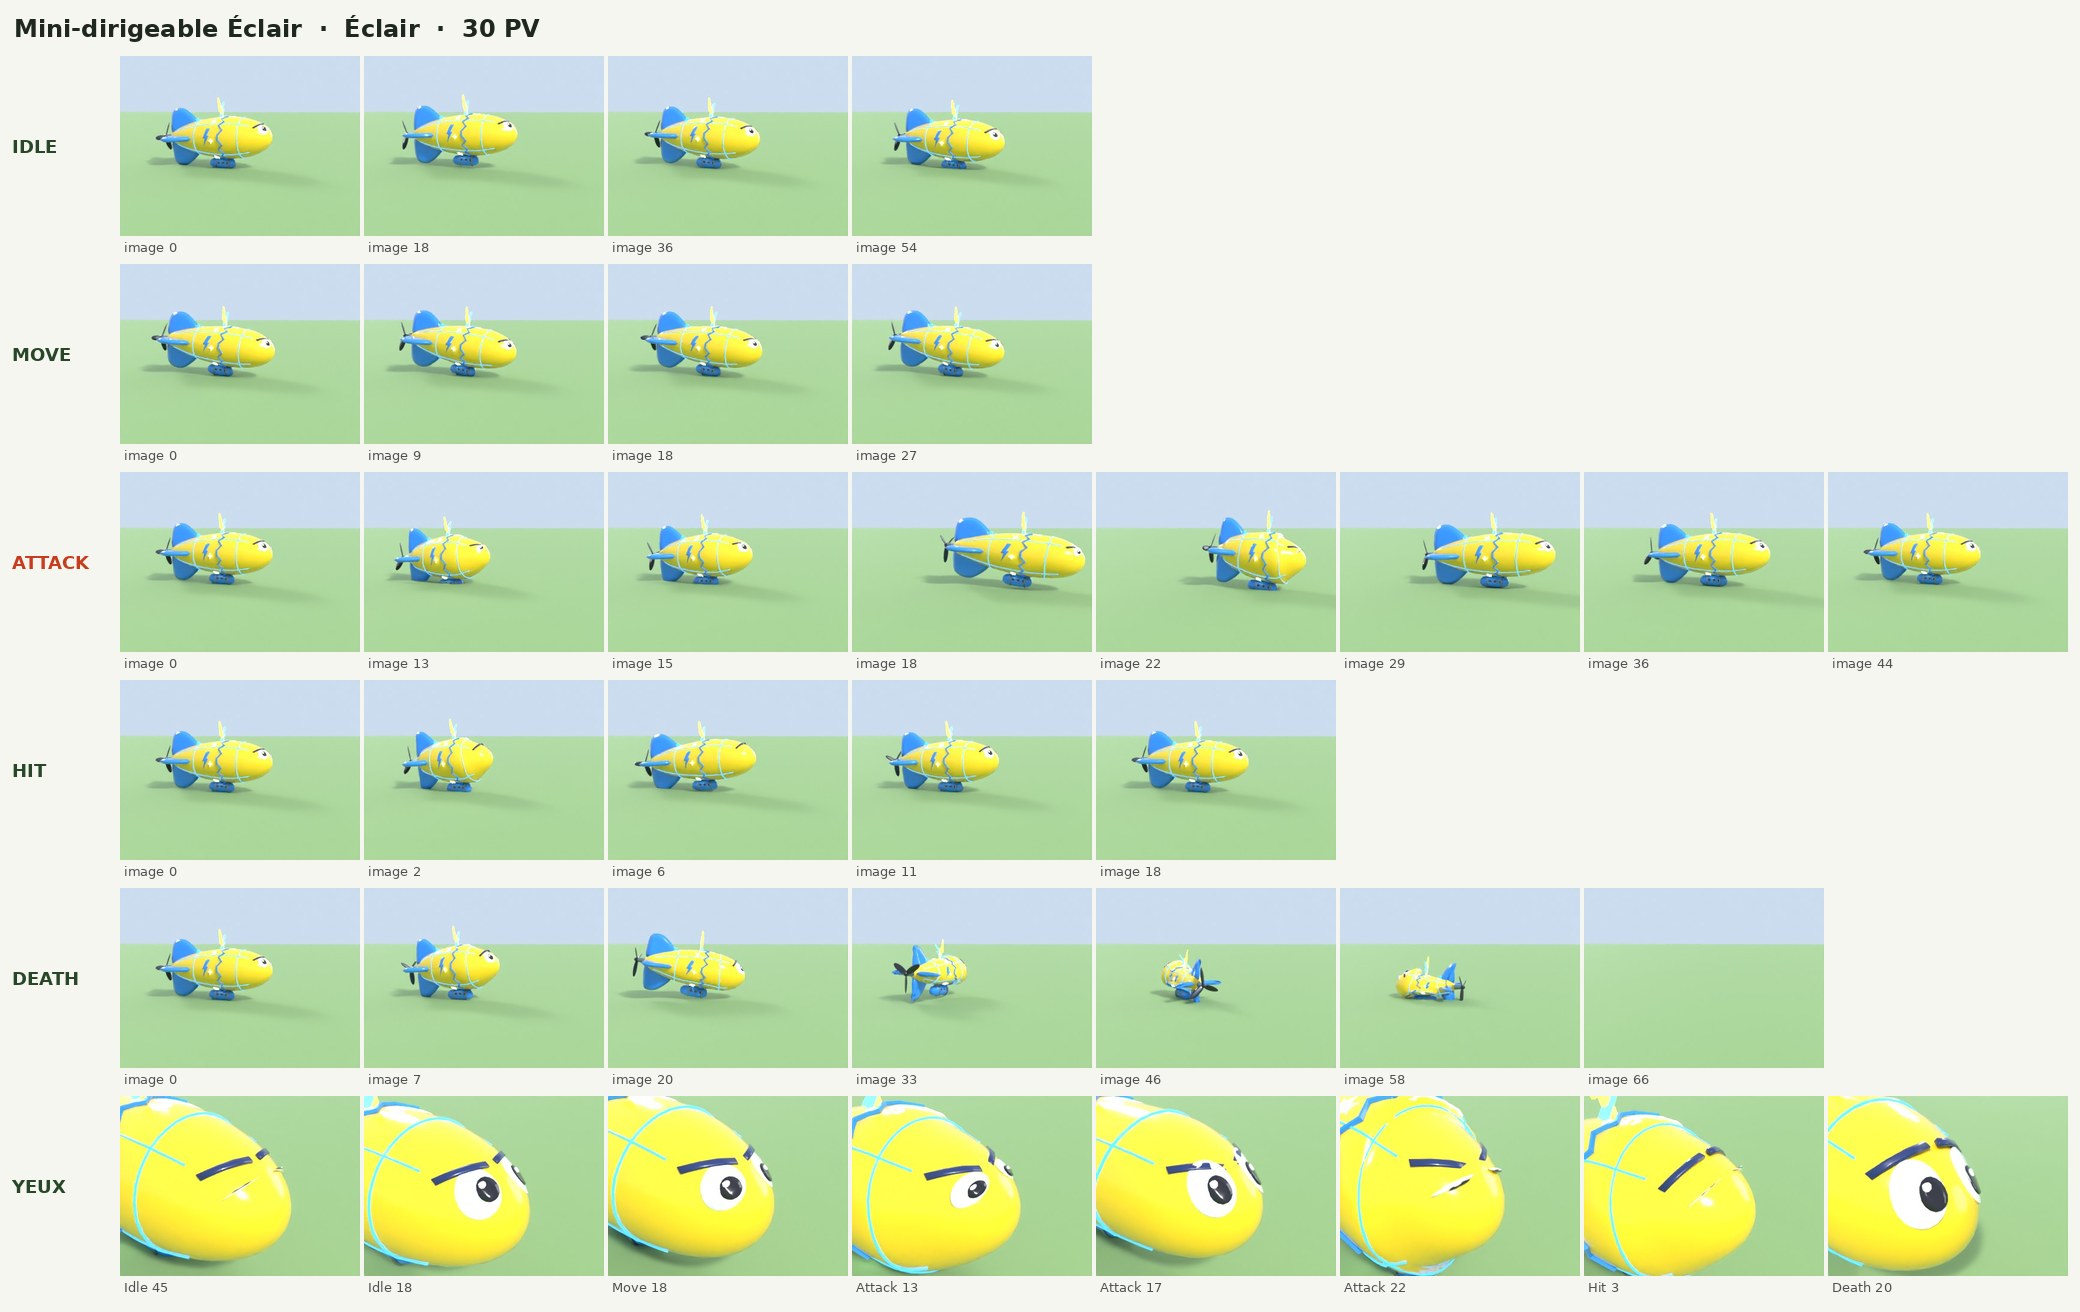 Mini-dirigeable Éclair · Éclair · 30 PV
IDLE
image 0 image 18 image 36 image 54
MOVE
image 0 image 9 image 18 image 27
ATTACK
image 0 image 13 image 15 image 18 image 22 image 29 image 36 image 44
HIT
image 0 image 2 image 6 image 11 image 18
DEATH
image 0 image 7 image 20 image 33 image 46 image 58 image 66
YEUX
Idle 45 Idle 18 Move 18 Attack 13 Attack 17 Attack 22 Hit 3 Death 20